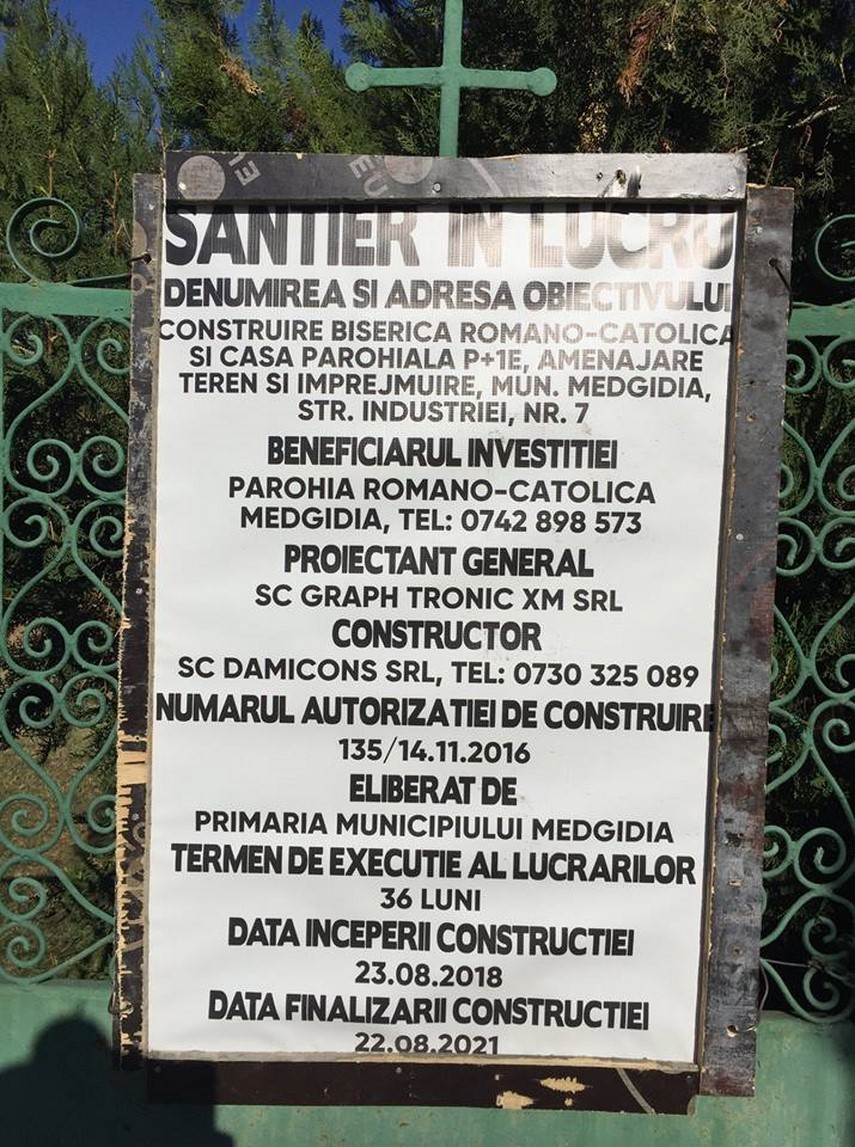 SANTIER IN LUCRU
DENUMIREA SI ADRESA OBIECTIVULUI
CONSTRUIRE BISERICA ROMANO-CATOLICA
SI CASA PAROHIALA P+1E, AMENAJARE
TEREN SI IMPREJMUIRE, MUN. MEDGIDIA,
STR. INDUSTRIEI, NR. 7
BENEFICIARUL INVESTITIEI
PAROHIA ROMANO-CATOLICA
MEDGIDIA, TEL: 0742 898 573
PROIECTANT GENERAL
SC GRAPH TRONIC XM SRL
CONSTRUCTOR
SC DAMICONS SRL, TEL: 0730 325 089
NUMARUL AUTORIZATIEI DE CONSTRUIRE
135/14.11.2016
ELIBERAT DE
PRIMARIA MUNICIPIULUI MEDGIDIA
TERMEN DE EXECUTIE AL LUCRARILOR
36 LUNI
DATA INCEPERII CONSTRUCTIEI
23.08.2018
DATA FINALIZARII CONSTRUCTIEI
22.08.2021